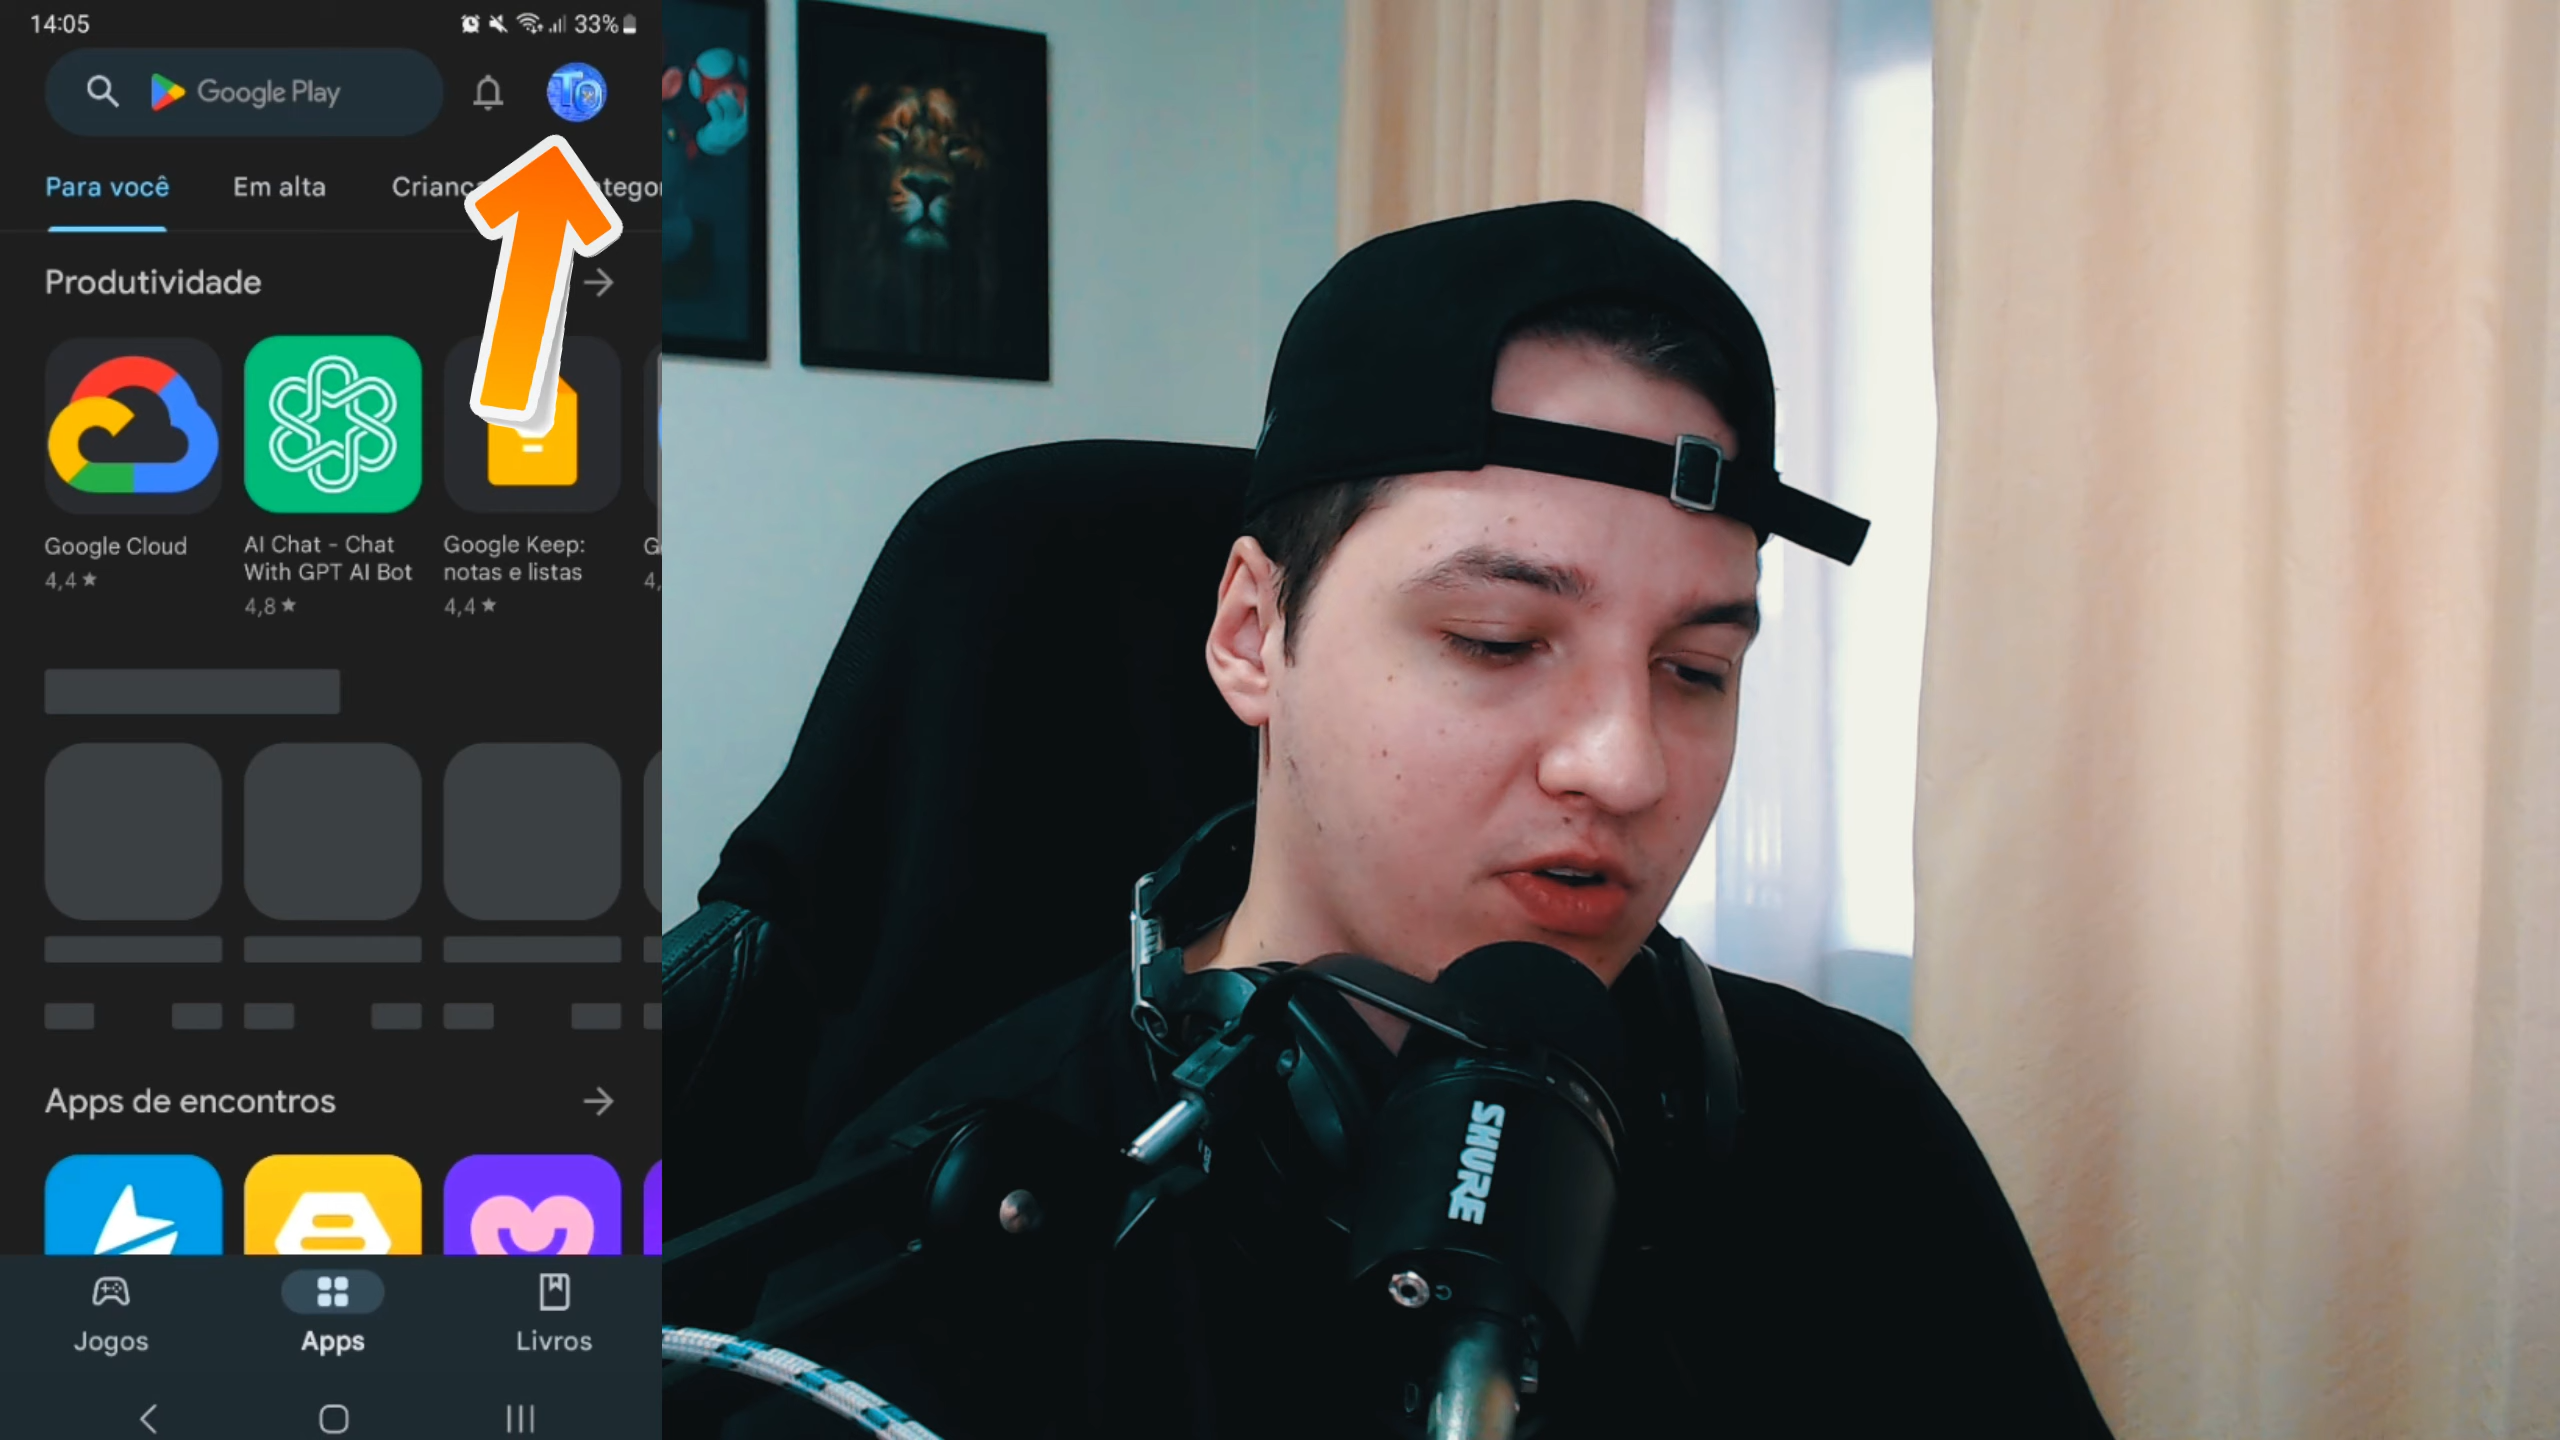 14:05
33%
Google Play
TO
Para você
Em alta
Crianç
tegor
Produtividade
Google Cloud
4,4 ★
AI Chat - Chat
With GPT AI Bot
4,8 ★
Google Keep:
notas e listas
4,4 ★
G
4,
Apps de encontros
Jogos
Apps
Livros
SHURE